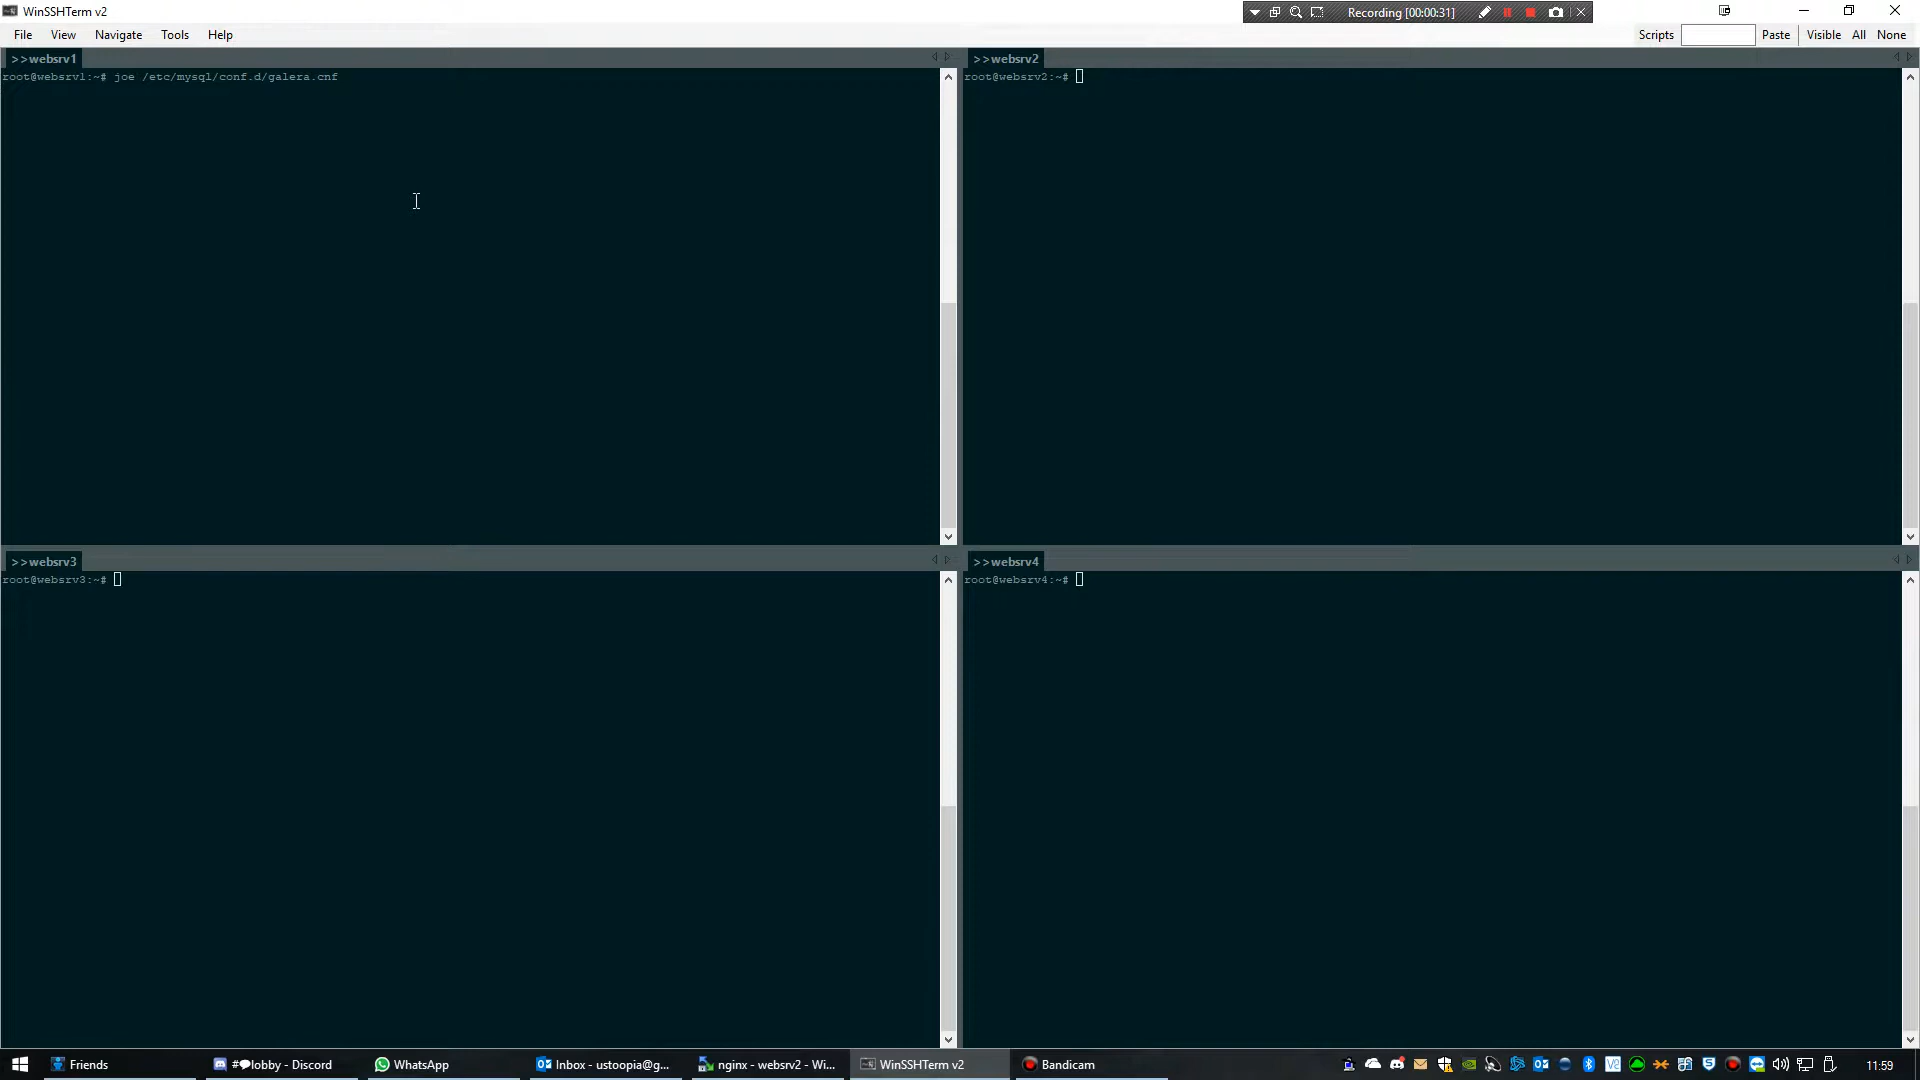 WinSSHTerm v2
Recording [00:00:31]
File View Navigate Tools Help
Scripts Paste Visible All None
>>websrv1
root@websrv1:~# joe /etc/mysql/conf.d/galera.cnf
>>websrv2
root@websrv2:~#
>>websrv3
root@websrv3:~#
>>websrv4
root@websrv4:~#
Friends #lobby - Discord WhatsApp Inbox - ustoopia@g... nginx - websrv2 - Wi... WinSSHTerm v2 Bandicam 11:59